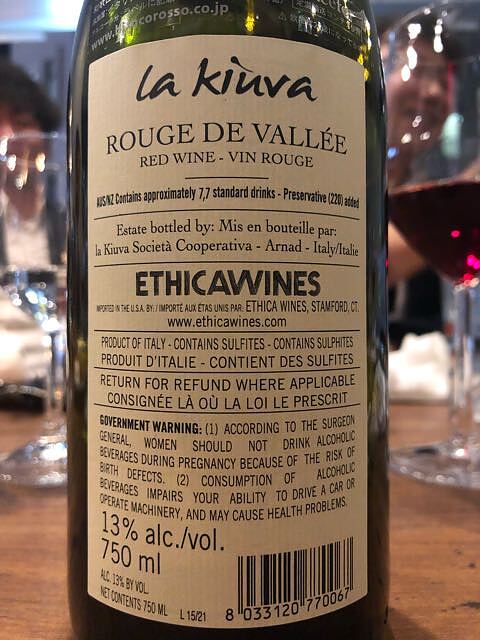 www.
corosso.co.jp
la kiuva
ROUGE DE VALLÉE
RED WINE - VIN ROUGE
AUS/NZ Contains approximately 7,7 standard drinks - Preservative (220) added
Estate bottled by: Mis en bouteille par:
la Kiuva Società Cooperativa - Arnad - Italy/Italie
ETHICAWINES
IMPORTED IN THE U.S.A. BY: / IMPORTÉ AUX ÉTAS UNIS PAR: ETHICA WINES, STAMFORD, CT.
www.ethicawines.com
PRODUCT OF ITALY - CONTAINS SULFITES - CONTAINS SULPHITES
PRODUIT D'ITALIE - CONTIENT DES SULFITES
RETURN FOR REFUND WHERE APPLICABLE
CONSIGNÉE LÀ OÙ LA LOI LE PRESCRIT
GOVERNMENT WARNING: (1) ACCORDING TO THE SURGEON
GENERAL, WOMEN SHOULD NOT DRINK ALCOHOLIC
BEVERAGES DURING PREGNANCY BECAUSE OF THE RISK OF
BIRTH DEFECTS. (2) CONSUMPTION OF ALCOHOLIC
BEVERAGES IMPAIRS YOUR ABILITY TO DRIVE A CAR OR
OPERATE MACHINERY, AND MAY CAUSE HEALTH PROBLEMS.
13% alc./vol.
750 ml
ALC. 13% BY VOL.
NET CONTENTS 750 ML
L 15/21
8 033120 770067